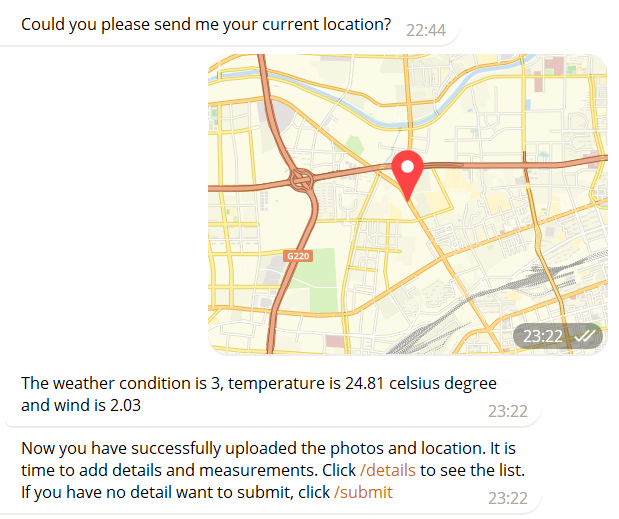 Could you please send me your current location? 22:44
G220
23:22
The weather condition is 3, temperature is 24.81 celsius degree
and wind is 2.03 23:22
Now you have successfully uploaded the photos and location. It is
time to add details and measurements. Click /details to see the list.
If you have no detail want to submit, click /submit 23:22